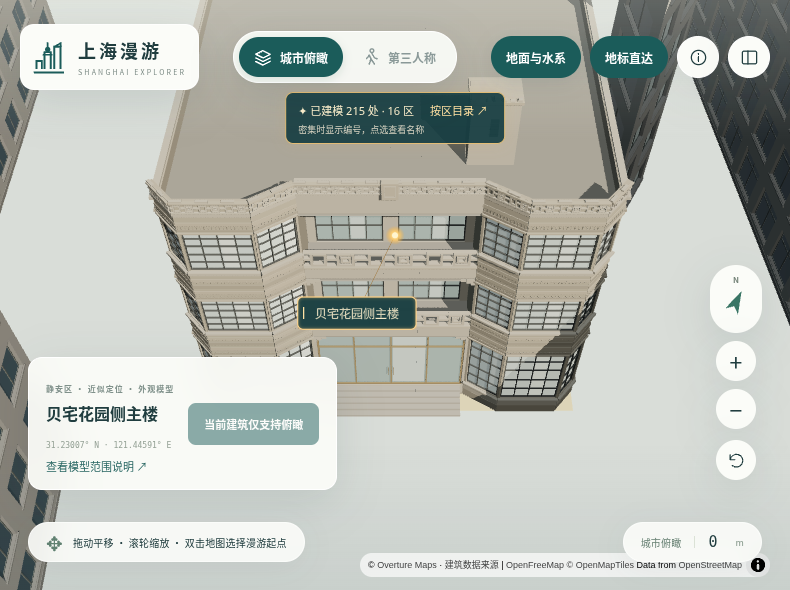 上海漫游
SHANGHAI EXPLORER
城市俯瞰
第三人称
地面与水系
地标直达
✦ 已建模 215 处 · 16 区 按区目录 ↗
密集时显示编号，点选查看名称
贝宅花园侧主楼
N
静安区 · 近似定位 · 外观模型
贝宅花园侧主楼
当前建筑仅支持俯瞰
31.23007° N · 121.44591° E
查看模型范围说明 ↗
拖动平移 · 滚轮缩放 · 双击地图选择漫游起点
城市俯瞰 0 m
© Overture Maps · 建筑数据来源 | OpenFreeMap © OpenMapTiles Data from OpenStreetMap